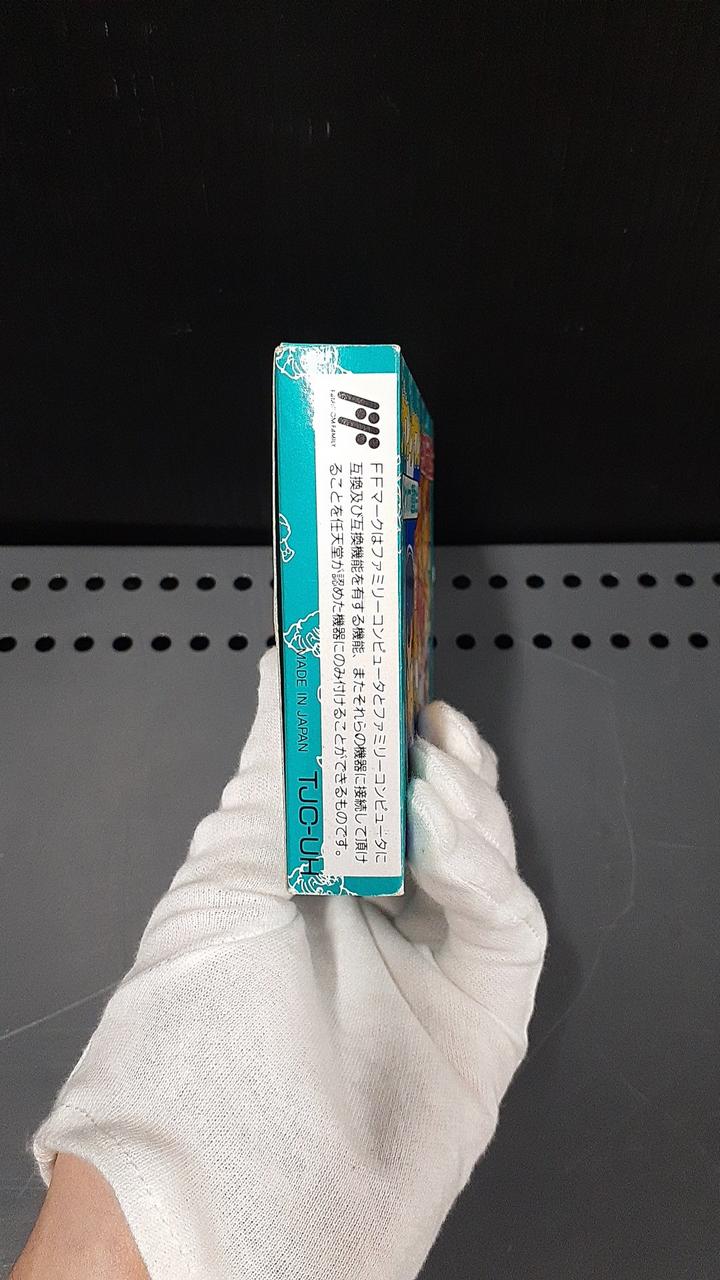 FAMICOM FAMILY
FFマークはファミリーコンピュータとファミリーコンピュータに
互換及び互換機能を有する機能、またそれらの機器に接続して頂け
ることを任天堂が認めた機器にのみ付けることができるものです。
MADE IN JAPAN
TJC-UH